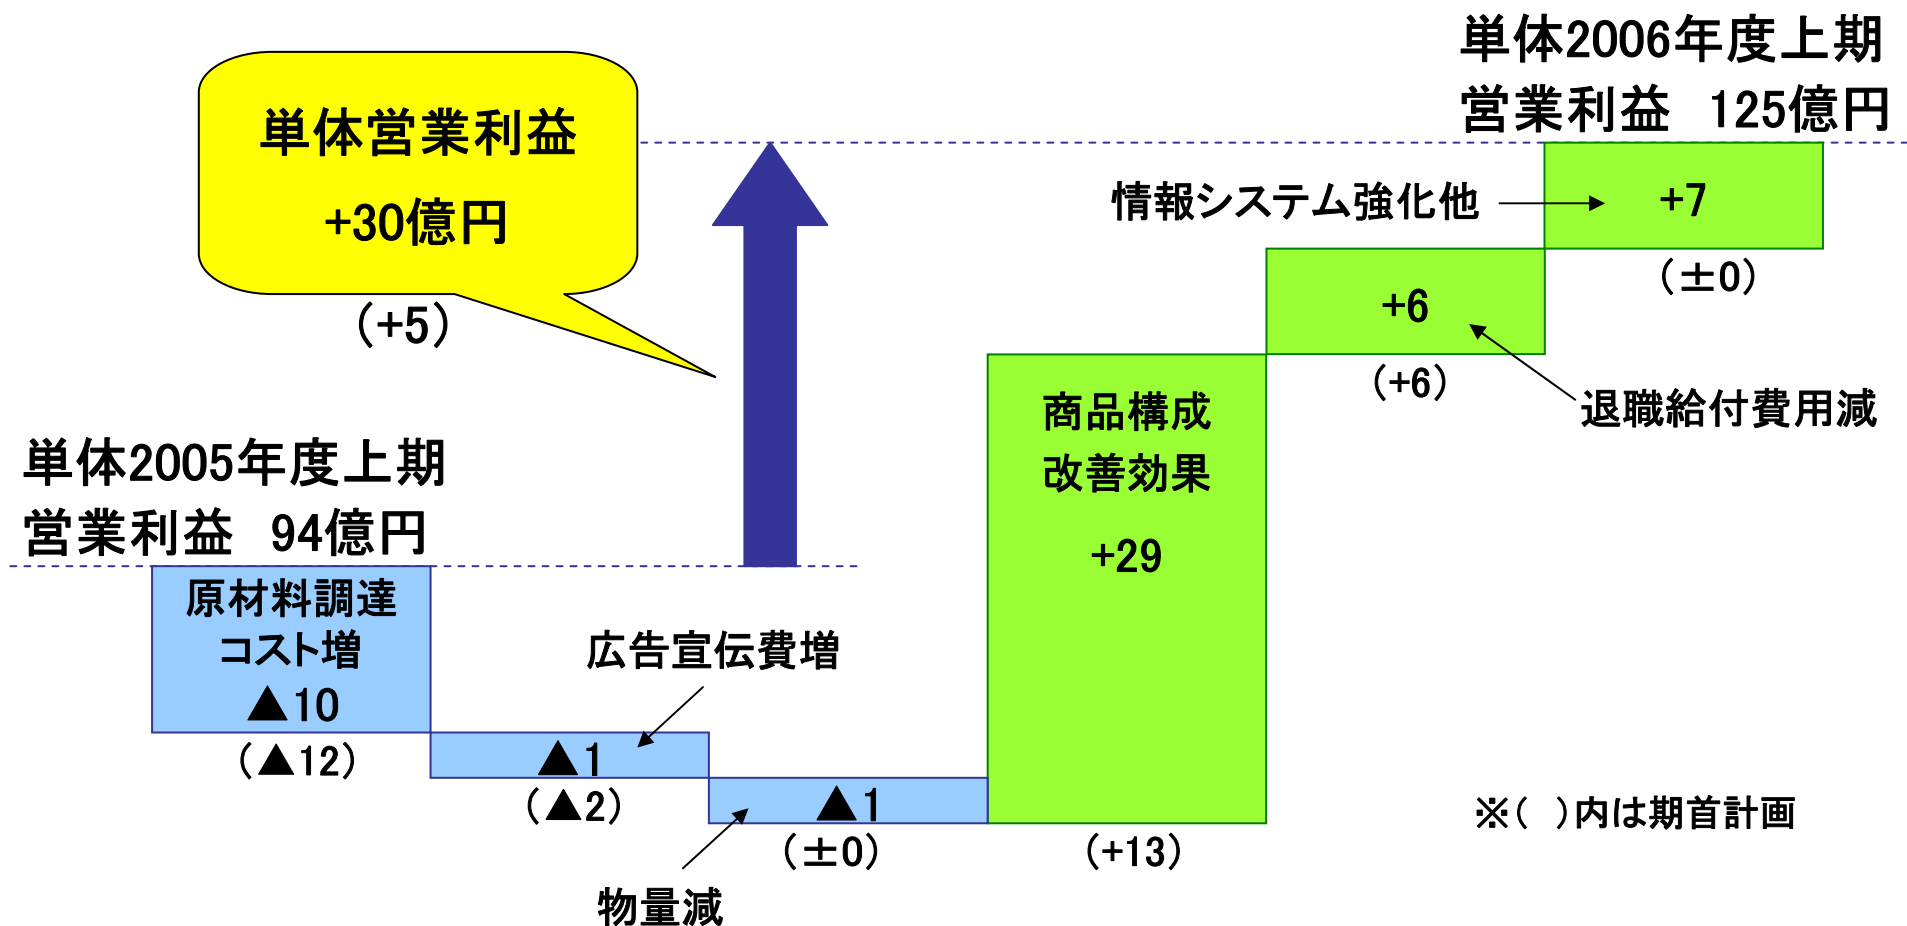 単体2006年度上期
営業利益　125億円
単体営業利益
+30億円
（+5）
情報システム強化他
+7
（±0）
+6
（+6）
退職給付費用減
商品構成
改善効果
+29
（+13）
単体2005年度上期
営業利益　94億円
原材料調達
コスト増
▲10
（▲12）
広告宣伝費増
▲1
（▲2）
▲1
（±0）
物量減
※（　）内は期首計画